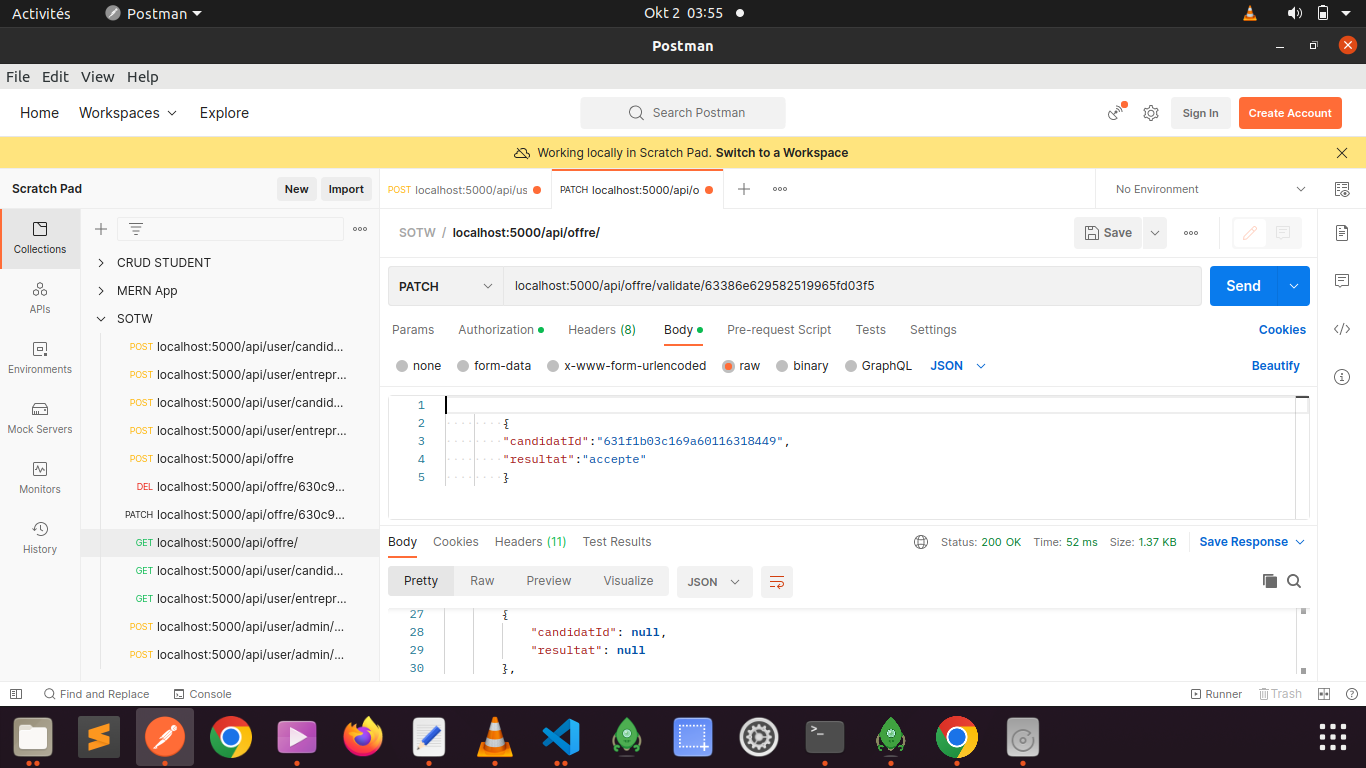 Activités
Postman
Okt 2 03:55
Postman
File Edit View Help
Home Workspaces Explore
Search Postman
Sign In
Create Account
Working locally in Scratch Pad. Switch to a Workspace
Scratch Pad
New
Import
POST localhost:5000/api/us
PATCH localhost:5000/api/o
No Environment
Collections
APIs
Environments
Mock Servers
Monitors
History
CRUD STUDENT
MERN App
SOTW
POST localhost:5000/api/user/candid...
POST localhost:5000/api/user/entrepr...
POST localhost:5000/api/user/candid...
POST localhost:5000/api/user/entrepr...
POST localhost:5000/api/offre
DEL localhost:5000/api/offre/630c9...
PATCH localhost:5000/api/offre/630c9...
GET localhost:5000/api/offre/
GET localhost:5000/api/user/candid...
GET localhost:5000/api/user/entrepr...
POST localhost:5000/api/user/admin/...
POST localhost:5000/api/user/admin/...
SOTW / localhost:5000/api/offre/
Save
PATCH
localhost:5000/api/offre/validate/63386e629582519965fd03f5
Send
Params Authorization Headers (8) Body Pre-request Script Tests Settings
Cookies
none form-data x-www-form-urlencoded raw binary GraphQL JSON
Beautify
1
2 {
3 "candidatId":"631f1b03c169a60116318449",
4 "resultat":"accepte"
5 }
Body Cookies Headers (11) Test Results
Status: 200 OK Time: 52 ms Size: 1.37 KB
Save Response
Pretty Raw Preview Visualize
JSON
27 {
28 "candidatId": null,
29 "resultat": null
30 },
Find and Replace
Console
Runner
Trash